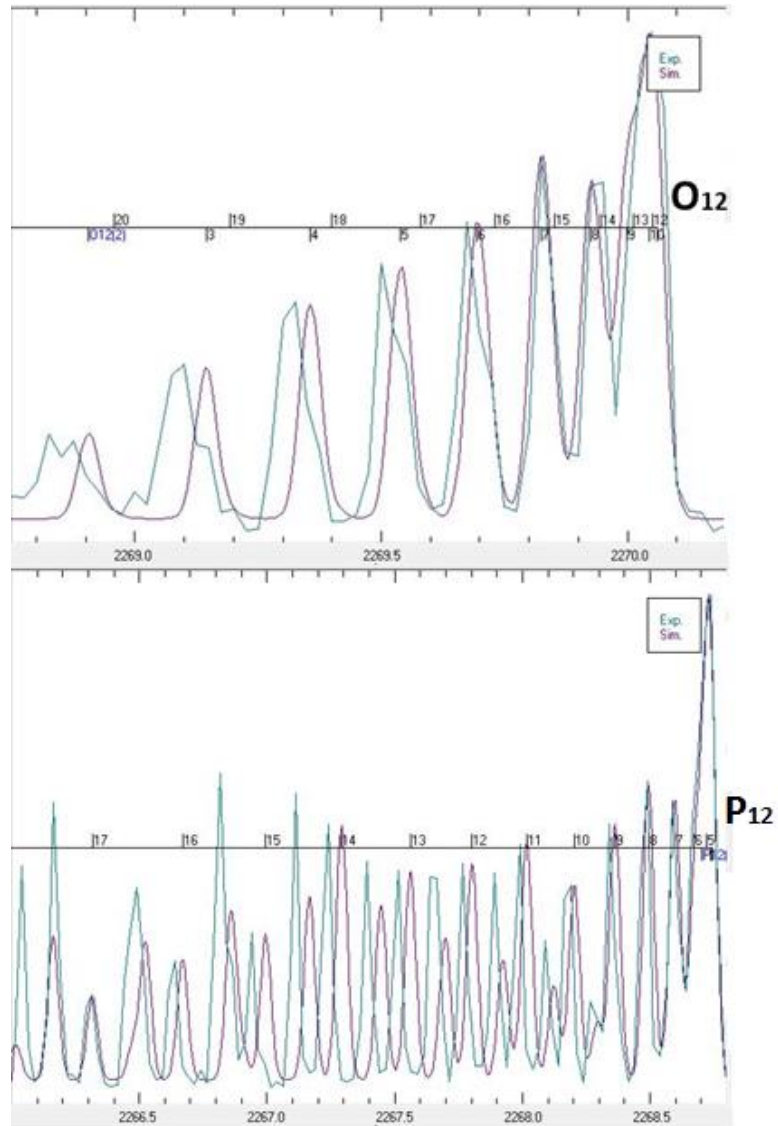 Exp.
Sim.
O12
|20 |19 |18 |17 |16 |15 |14 |13 |12
|O12(2) |3 |4 |5 |6 |7 |8 |9 |10
2269.0 2269.5 2270.0
Exp.
Sim.
P12
|17 |16 |15 |14 |13 |12 |11 |10 |9 |8 |7 |6 |5
2266.5 2267.0 2267.5 2268.0 2268.5